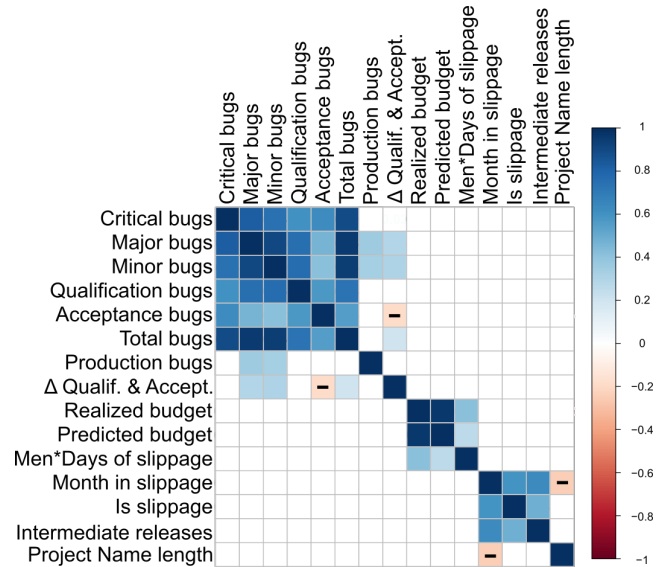 Critical bugs
Major bugs
Minor bugs
Qualification bugs
Acceptance bugs
Total bugs
Production bugs
Δ Qualif. & Accept.
Realized budget
Predicted budget
Men*Days of slippage
Month in slippage
Is slippage
Intermediate releases
Project Name length
Critical bugs
Major bugs
Minor bugs
Qualification bugs
Acceptance bugs
Total bugs
Production bugs
Δ Qualif. & Accept.
Realized budget
Predicted budget
Men*Days of slippage
Month in slippage
Is slippage
Intermediate releases
Project Name length
1
0.8
0.6
0.4
0.2
0
−0.2
−0.4
−0.6
−0.8
−1